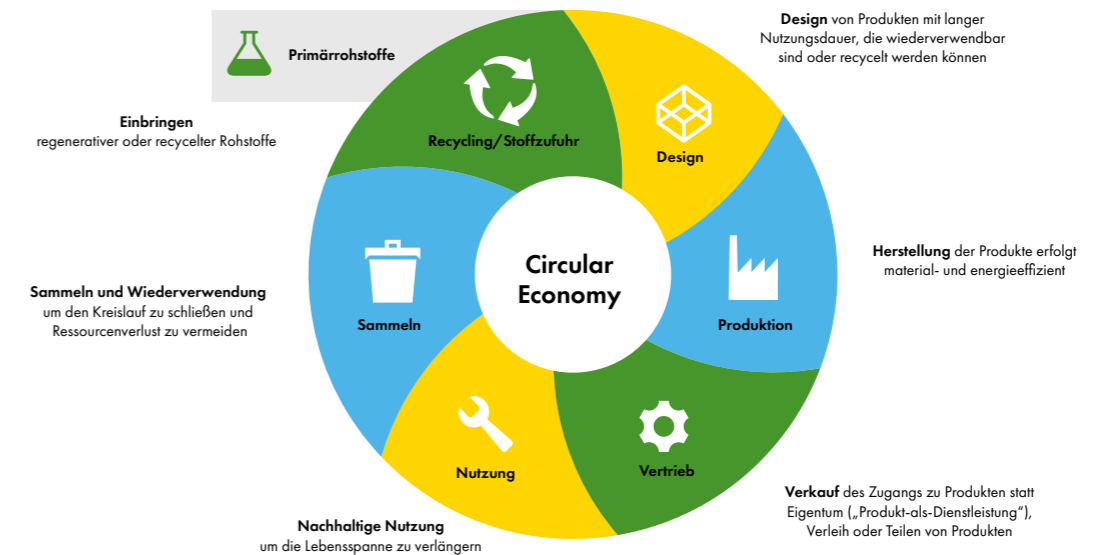 Primärrohstoffe
Einbringen
regenerativer oder recycelter Rohstoffe
Recycling/Stoffzufuhr
Design
Design von Produkten mit langer
Nutzungsdauer, die wiederverwendbar
sind oder recycelt werden können
Circular
Economy
Produktion
Herstellung der Produkte erfolgt
material- und energieeffizient
Vertrieb
Verkauf des Zugangs zu Produkten statt
Eigentum („Produkt-als-Dienstleistung“),
Verleih oder Teilen von Produkten
Nutzung
Nachhaltige Nutzung
um die Lebensspanne zu verlängern
Sammeln
Sammeln und Wiederverwendung
um den Kreislauf zu schließen und
Ressourcenverlust zu vermeiden